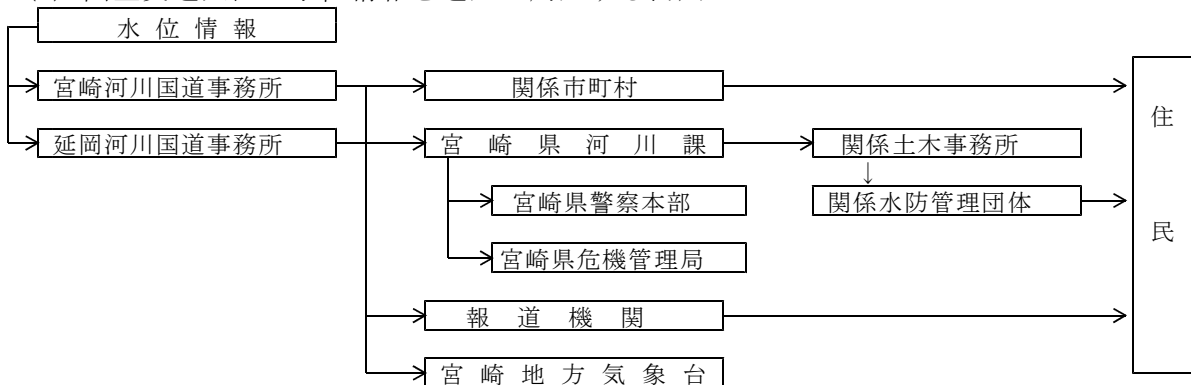 水位情報
宮崎河川国道事務所 関係市町村
延岡河川国道事務所 宮崎県河川課 関係土木事務所
↓
宮崎県警察本部 関係水防管理団体
宮崎県危機管理局
報道機関
宮崎地方気象台
住民